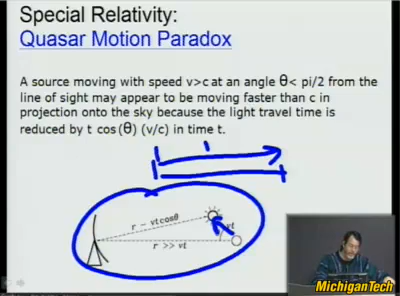 Special Relativity:
Quasar Motion Paradox
A source moving with speed v>c at an angle θ< pi/2 from the
line of sight may appear to be moving faster than c in
projection onto the sky because the light travel time is
reduced by t cos(θ) (v/c) in time t.
r - vtcosθ
vt
r >> vt
MichiganTech